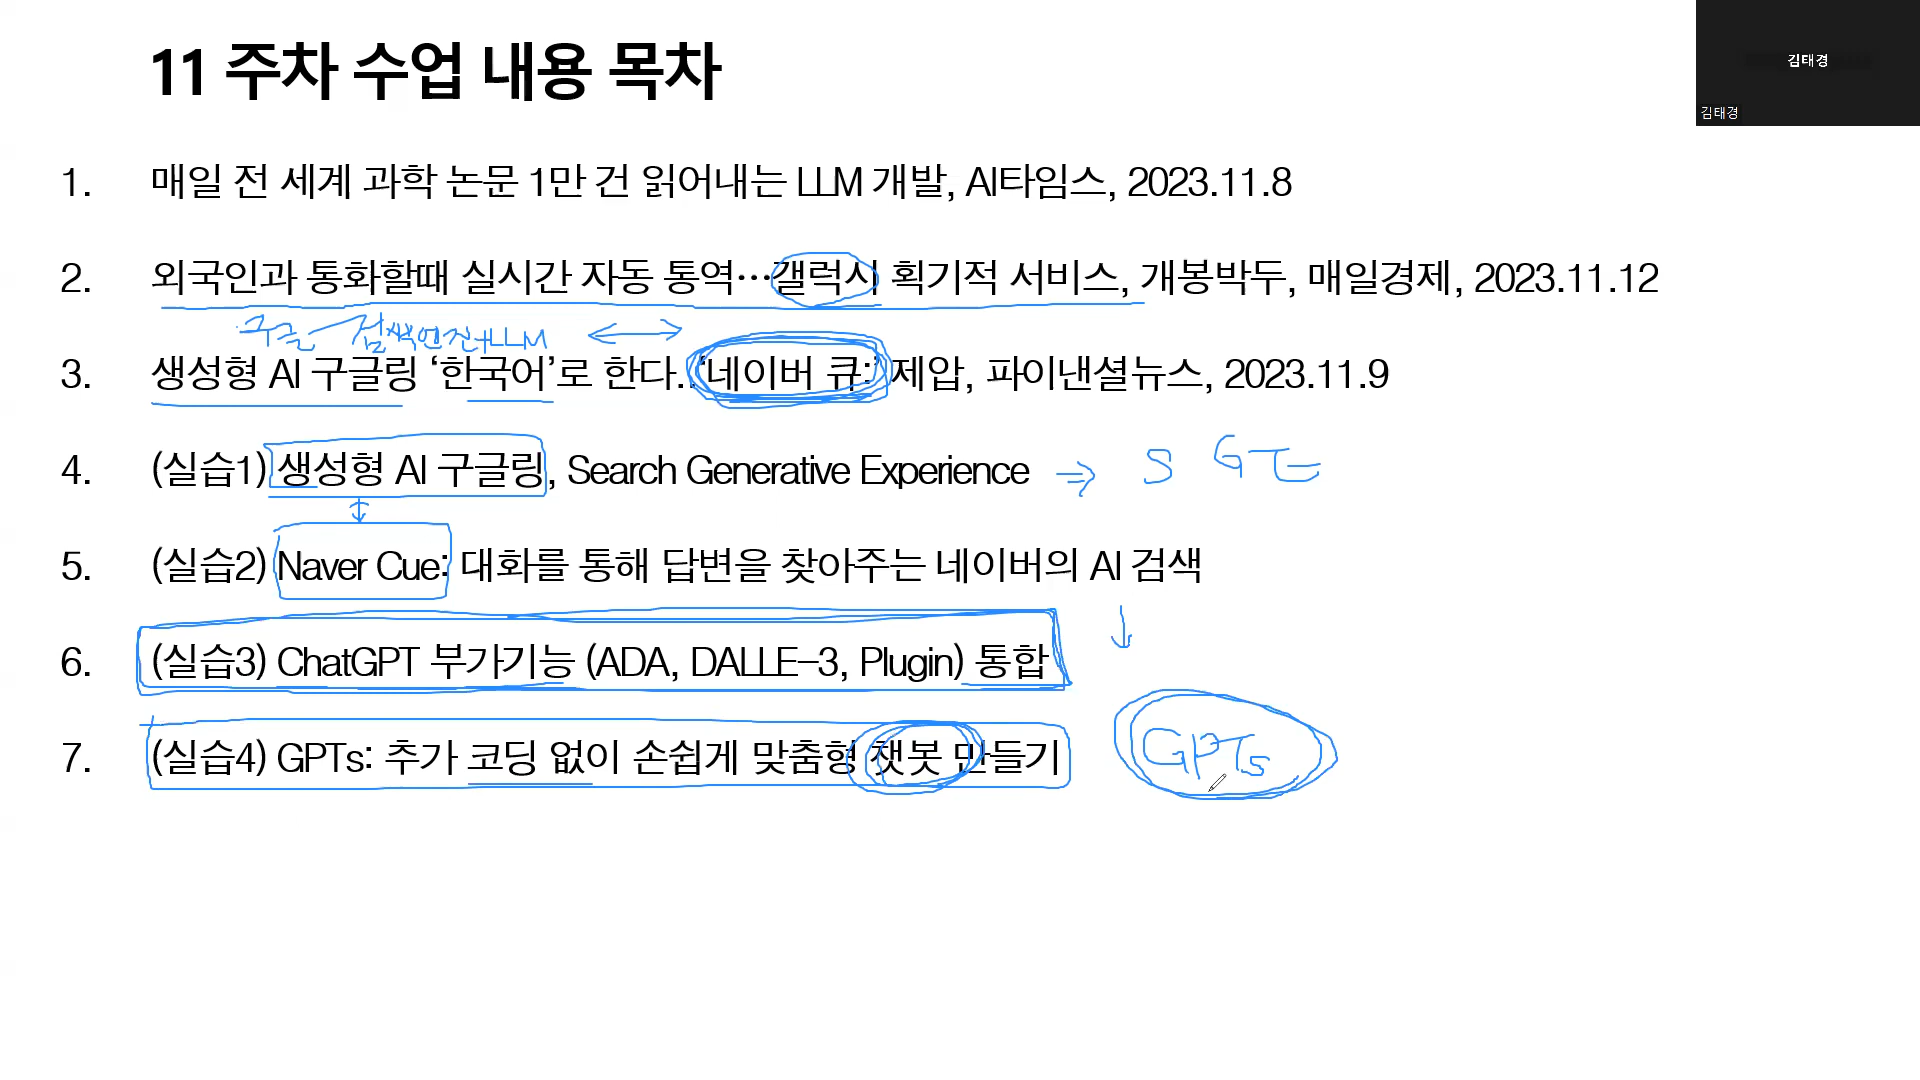 11 주차 수업 내용 목차
김태경
김태경
1. 매일 전 세계 과학 논문 1만 건 읽어내는 LLM 개발, AI타임스, 2023.11.8
2. 외국인과 통화할때 실시간 자동 통역…갤럭시 획기적 서비스, 개봉박두, 매일경제, 2023.11.12
구글 검색엔진+LLM
3. 생성형 AI 구글링 ‘한국어’로 한다..‘네이버 큐:’ 제압, 파이낸셜뉴스, 2023.11.9
4. (실습1) 생성형 AI 구글링, Search Generative Experience ⇒ S G E
5. (실습2) Naver Cue: 대화를 통해 답변을 찾아주는 네이버의 AI 검색
6. (실습3) ChatGPT 부가기능 (ADA, DALLE-3, Plugin) 통합
7. (실습4) GPTs: 추가 코딩 없이 손쉽게 맞춤형 챗봇 만들기
GPTs